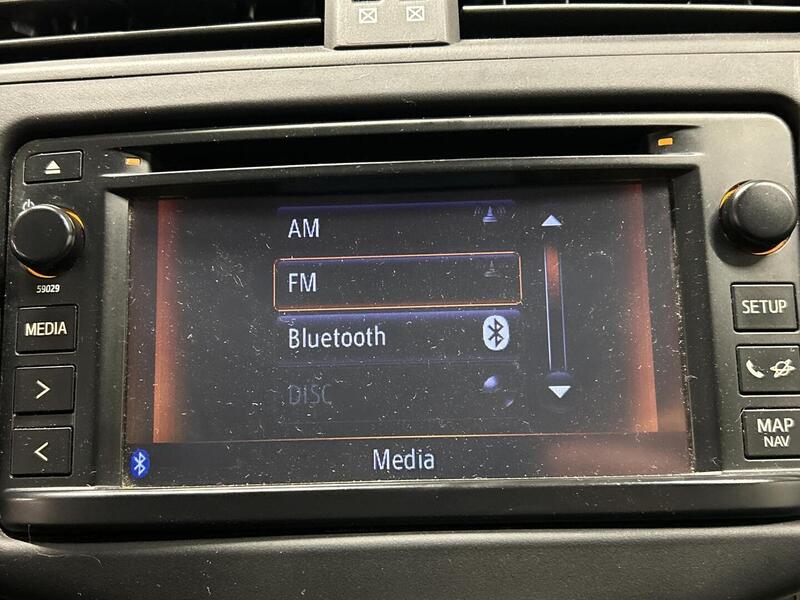 AM
FM
Bluetooth
DISC
Media
59029
MEDIA
>
<
SETUP
MAP
NAV